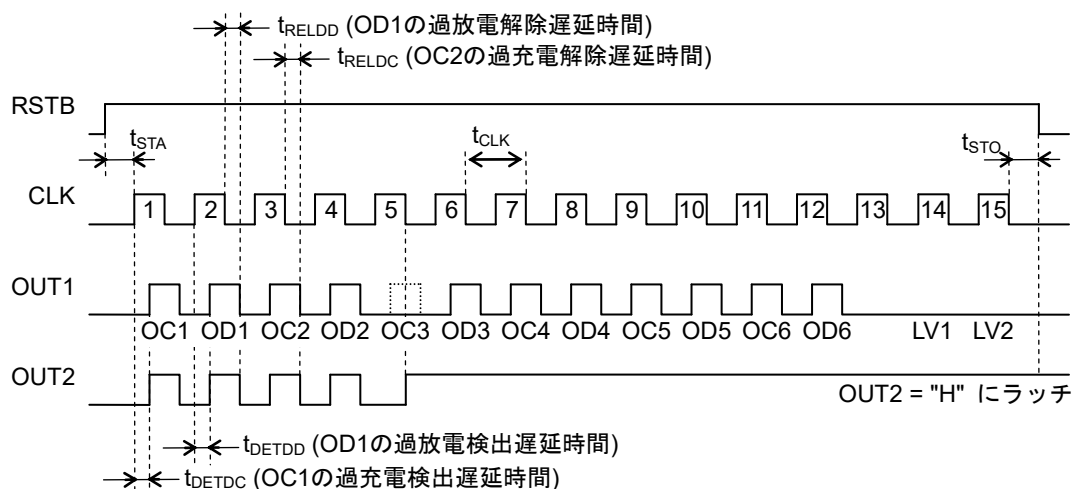 tRELDD (OD1の過放電解除遅延時間)
tRELDC (OC2の過充電解除遅延時間)
RSTB
tSTA
tCLK
tSTO
CLK
1 2 3 4 5 6 7 8 9 10 11 12 13 14 15
OUT1
OC1 OD1 OC2 OD2 OC3 OD3 OC4 OD4 OC5 OD5 OC6 OD6 LV1 LV2
OUT2
OUT2 = "H" にラッチ
tDETDD (OD1の過放電検出遅延時間)
tDETDC (OC1の過充電検出遅延時間)